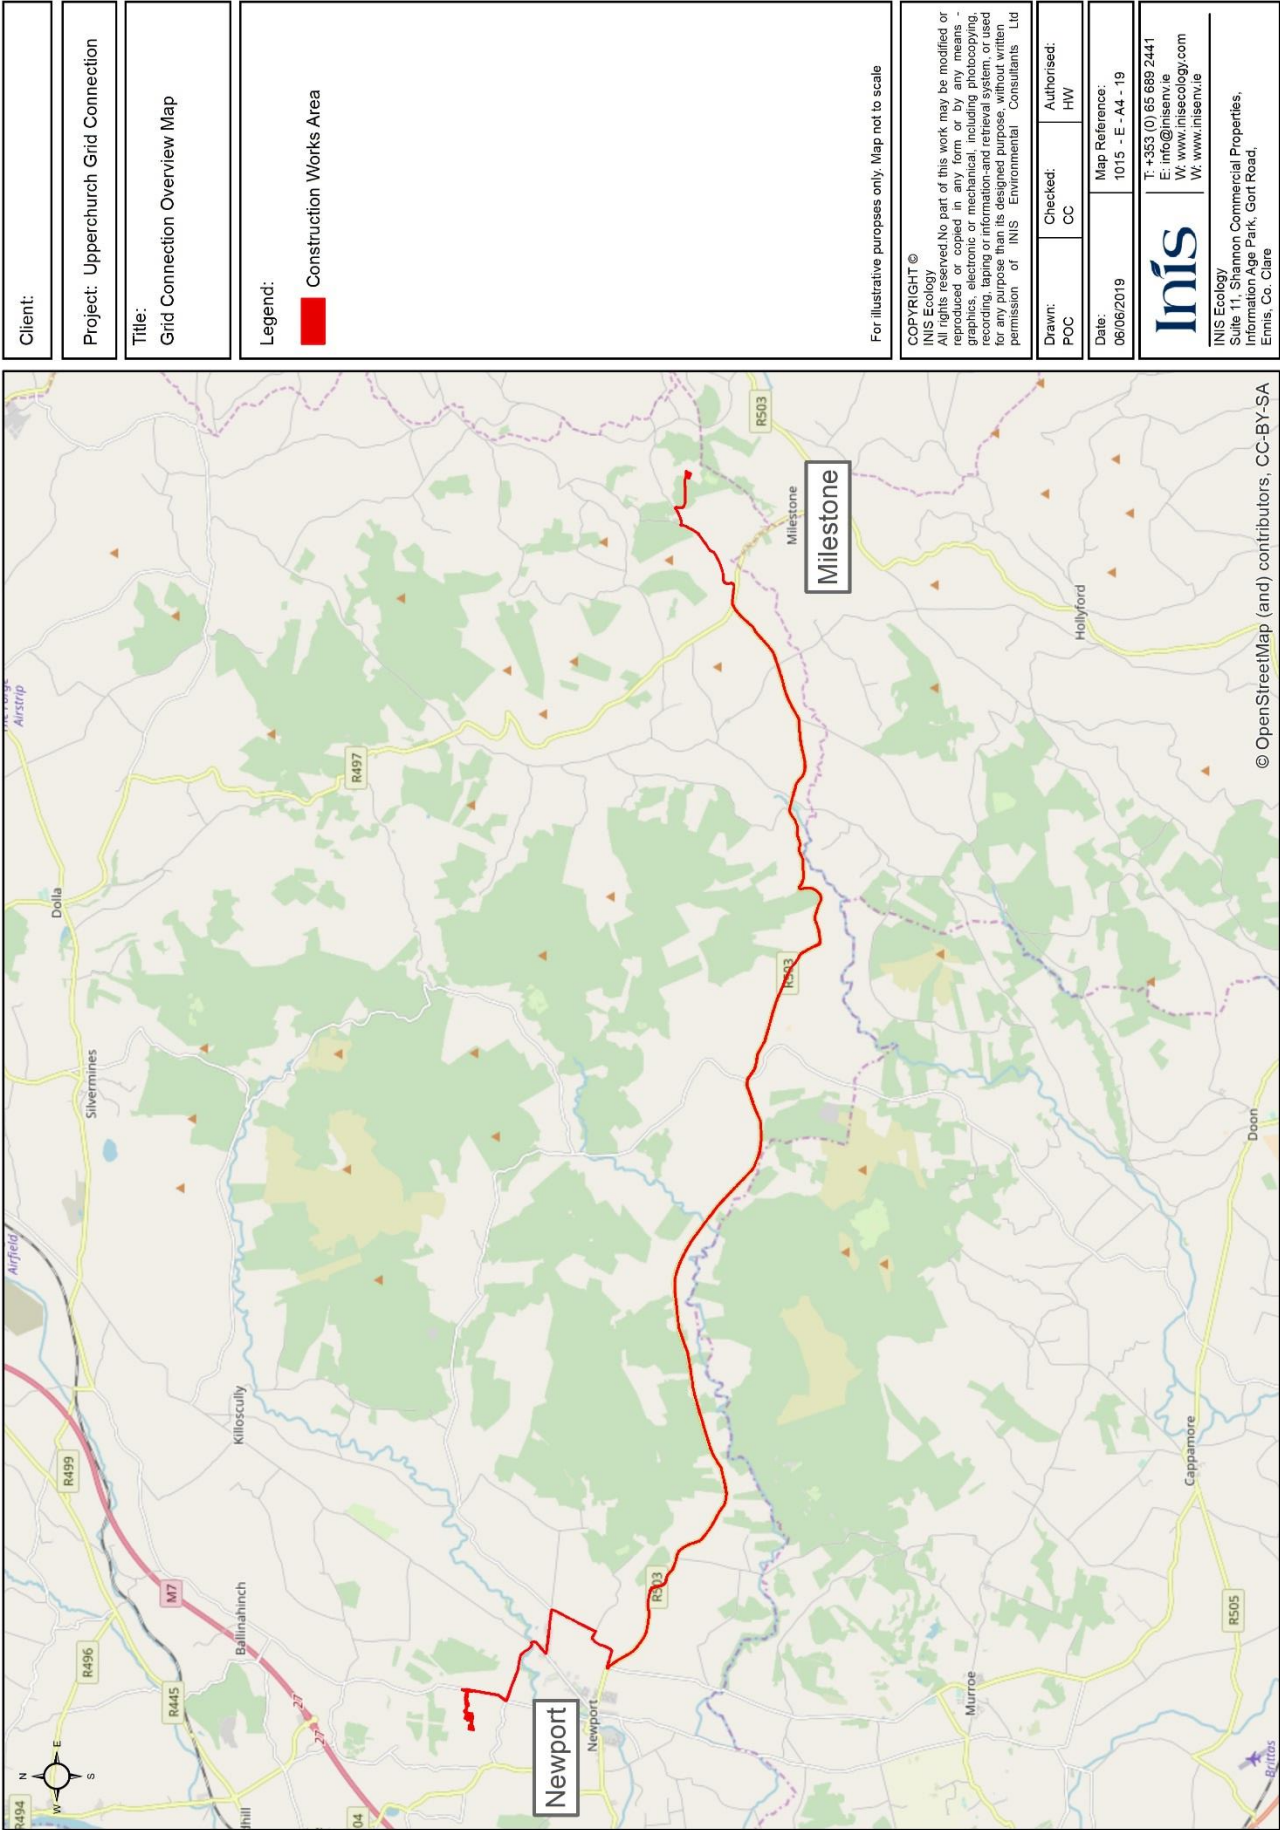 Client:
Project: Upperchurch Grid Connection
Title:
Grid Connection Overview Map
Legend:
Construction Works Area
For illustrative puropses only. Map not to scale
COPYRIGHT ©
INIS Ecology
All rights reserved.No part of this work may be modified or
reproduced or copied in any form or by any means -
graphics, electronic or mechanical, including photocopying,
recording, taping or information-and retrieval system, or used
for any purpose than its designed purpose, without written
permission of INIS Environmental Consultants Ltd
Drawn:
POC
Checked:
CC
Authorised:
HW
Date:
06/06/2019
Map Reference:
1015 - E - A4 - 19
Inís
T: +353 (0) 65 689 2441
E: info@inisenv.ie
W: www.inisecology.com
W: www.inisenv.ie
INIS Ecology
Suite 11, Shannon Commercial Properties,
Information Age Park, Gort Road,
Ennis, Co. Clare
N
W
E
S
R494
R496
R499
Airfield
Dolla
Airstrip
Silvermines
R445
M7
Ballinahinch
Killoscully
27
27
R497
04
Newport
Newport
R503
R503
R503
Milestone
Milestone
Murroe
Cappamore
Doon
Hollyford
R505
Brittas
© OpenStreetMap (and) contributors, CC-BY-SA